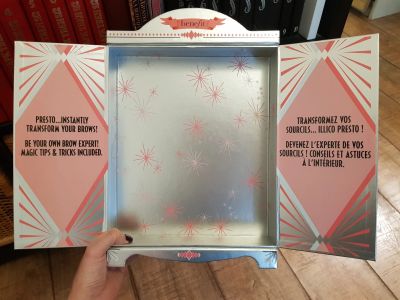 benefit
PRESTO...INSTANTLY
TRANSFORM YOUR BROWS!
BE YOUR OWN BROW EXPERT!
MAGIC TIPS & TRICKS INCLUDED.
TRANSFORMEZ VOS
SOURCILS... ILLICO PRESTO !
DEVENEZ L'EXPERTE DE VOS
SOURCILS ! CONSEILS ET ASTUCES
À L'INTÉRIEUR.